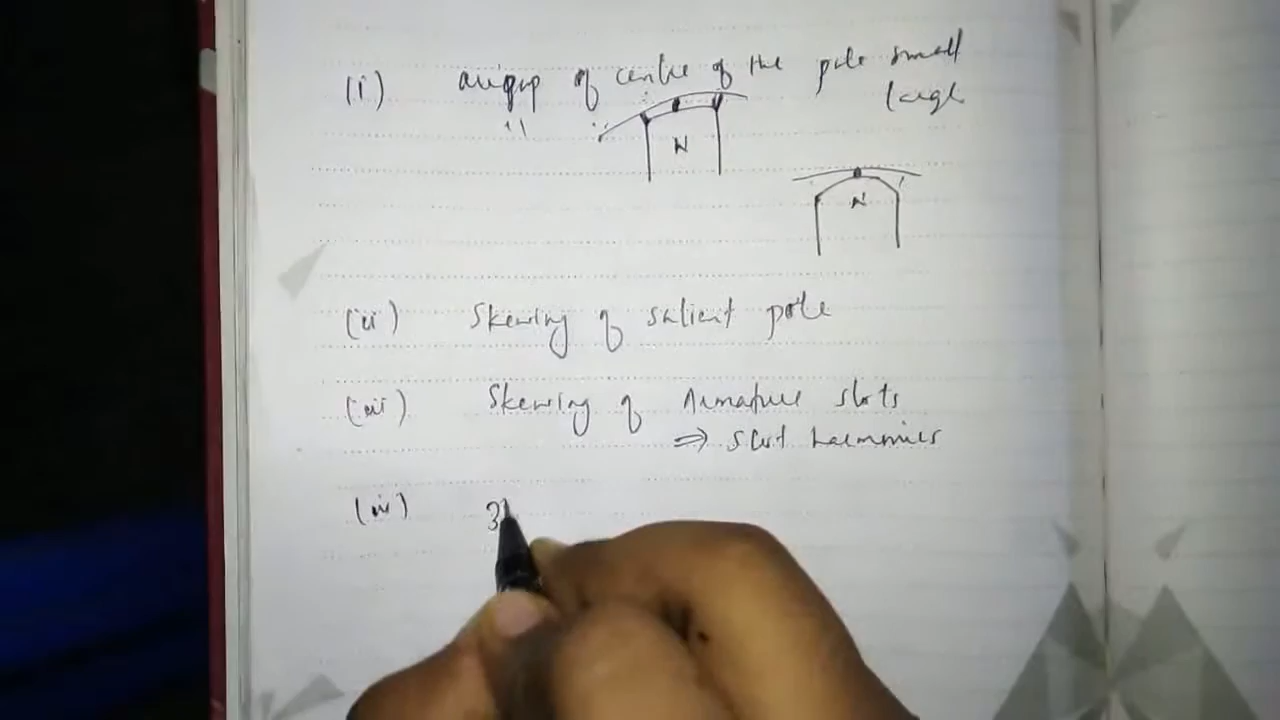 (i) airgap of centre of the pole small
" large
N
N
(ii) Skewing of salient pole
(iii) Skewing of Armature slots
⇒ slot harmonics
(iv) 3